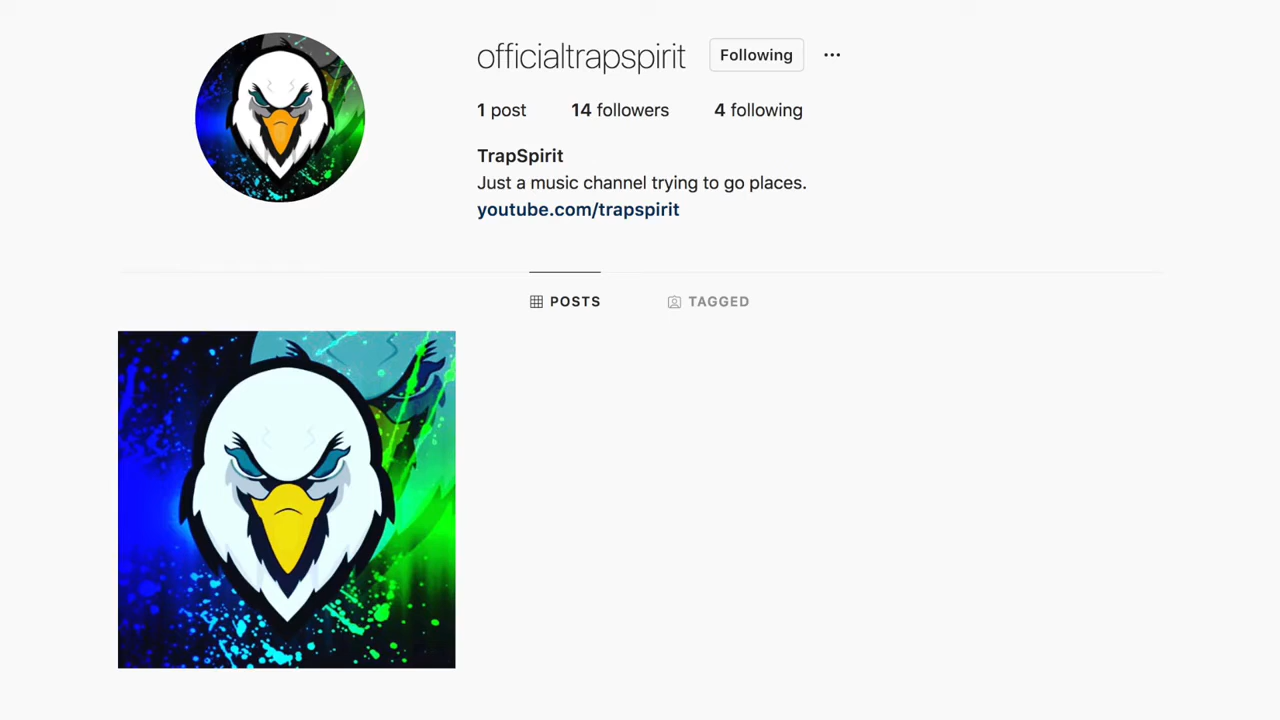 officialtrapspirit Following
1 post 14 followers 4 following
TrapSpirit
Just a music channel trying to go places.
youtube.com/trapspirit
POSTS TAGGED